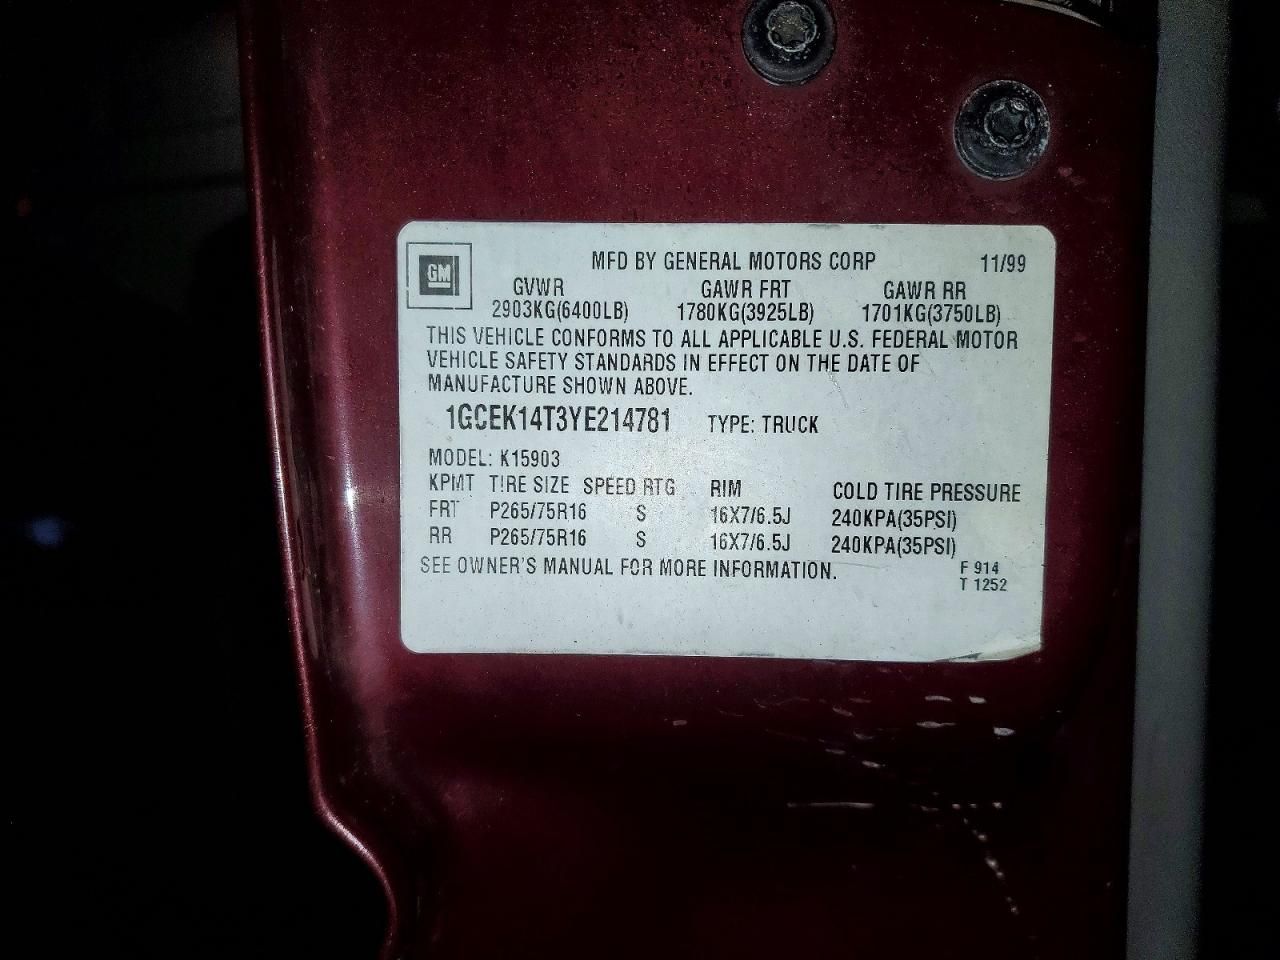 GM MFD BY GENERAL MOTORS CORP 11/99
GVWR GAWR FRT GAWR RR
2903KG(6400LB) 1780KG(3925LB) 1701KG(3750LB)
THIS VEHICLE CONFORMS TO ALL APPLICABLE U.S. FEDERAL MOTOR
VEHICLE SAFETY STANDARDS IN EFFECT ON THE DATE OF
MANUFACTURE SHOWN ABOVE.
1GCEK14T3YE214781 TYPE: TRUCK
MODEL: K15903
KPMT TIRE SIZE SPEED RTG RIM COLD TIRE PRESSURE
FRT P265/75R16 S 16X7/6.5J 240KPA(35PSI)
RR P265/75R16 S 16X7/6.5J 240KPA(35PSI)
SEE OWNER'S MANUAL FOR MORE INFORMATION.
F 914
T 1252